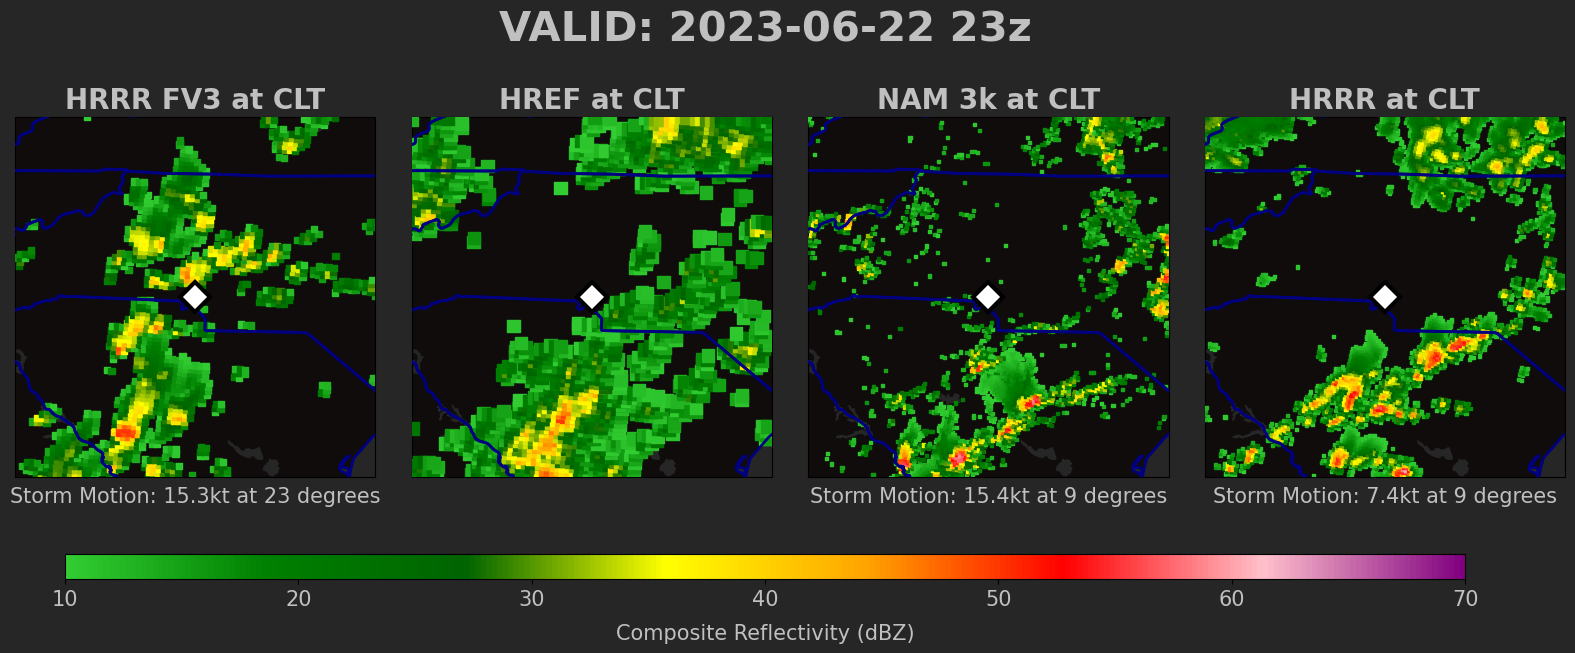 VALID: 2023-06-22 23z
HRRR FV3 at CLT
HREF at CLT
NAM 3k at CLT
HRRR at CLT
Storm Motion: 15.3kt at 23 degrees
Storm Motion: 15.4kt at 9 degrees
Storm Motion: 7.4kt at 9 degrees
10 20 30 40 50 60 70
Composite Reflectivity (dBZ)